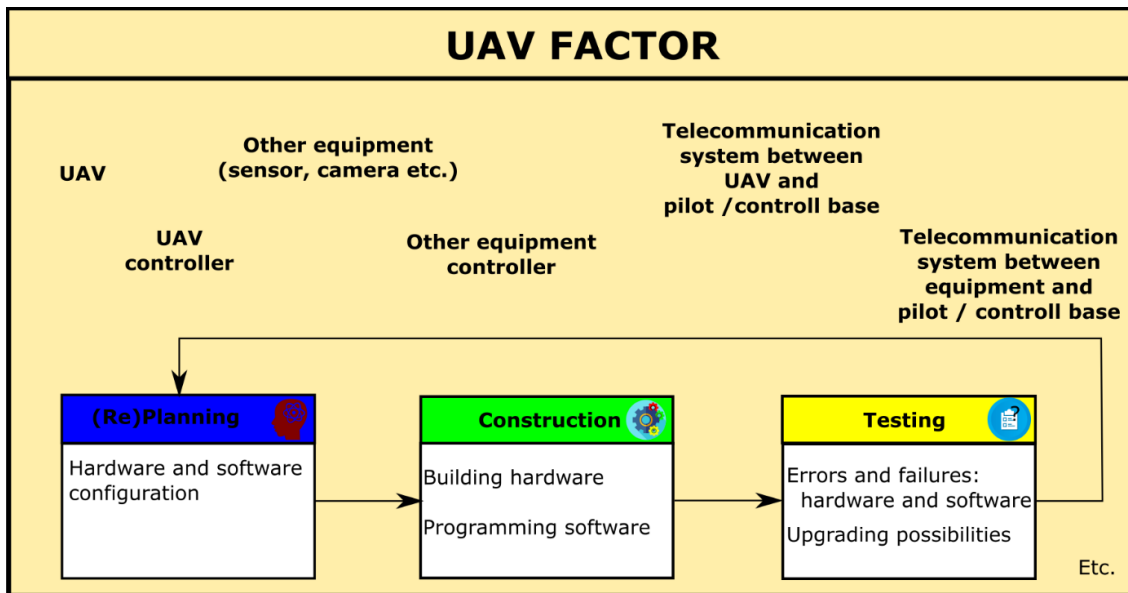 UAV FACTOR
UAV
Other equipment
(sensor, camera etc.)
Telecommunication
system between
UAV and
pilot /controll base
UAV
controller
Other equipment
controller
Telecommunication
system between
equipment and
pilot / controll base
(Re)Planning
Hardware and software
configuration
Construction
Building hardware
Programming software
Testing
Errors and failures:
hardware and software
Upgrading possibilities
Etc.